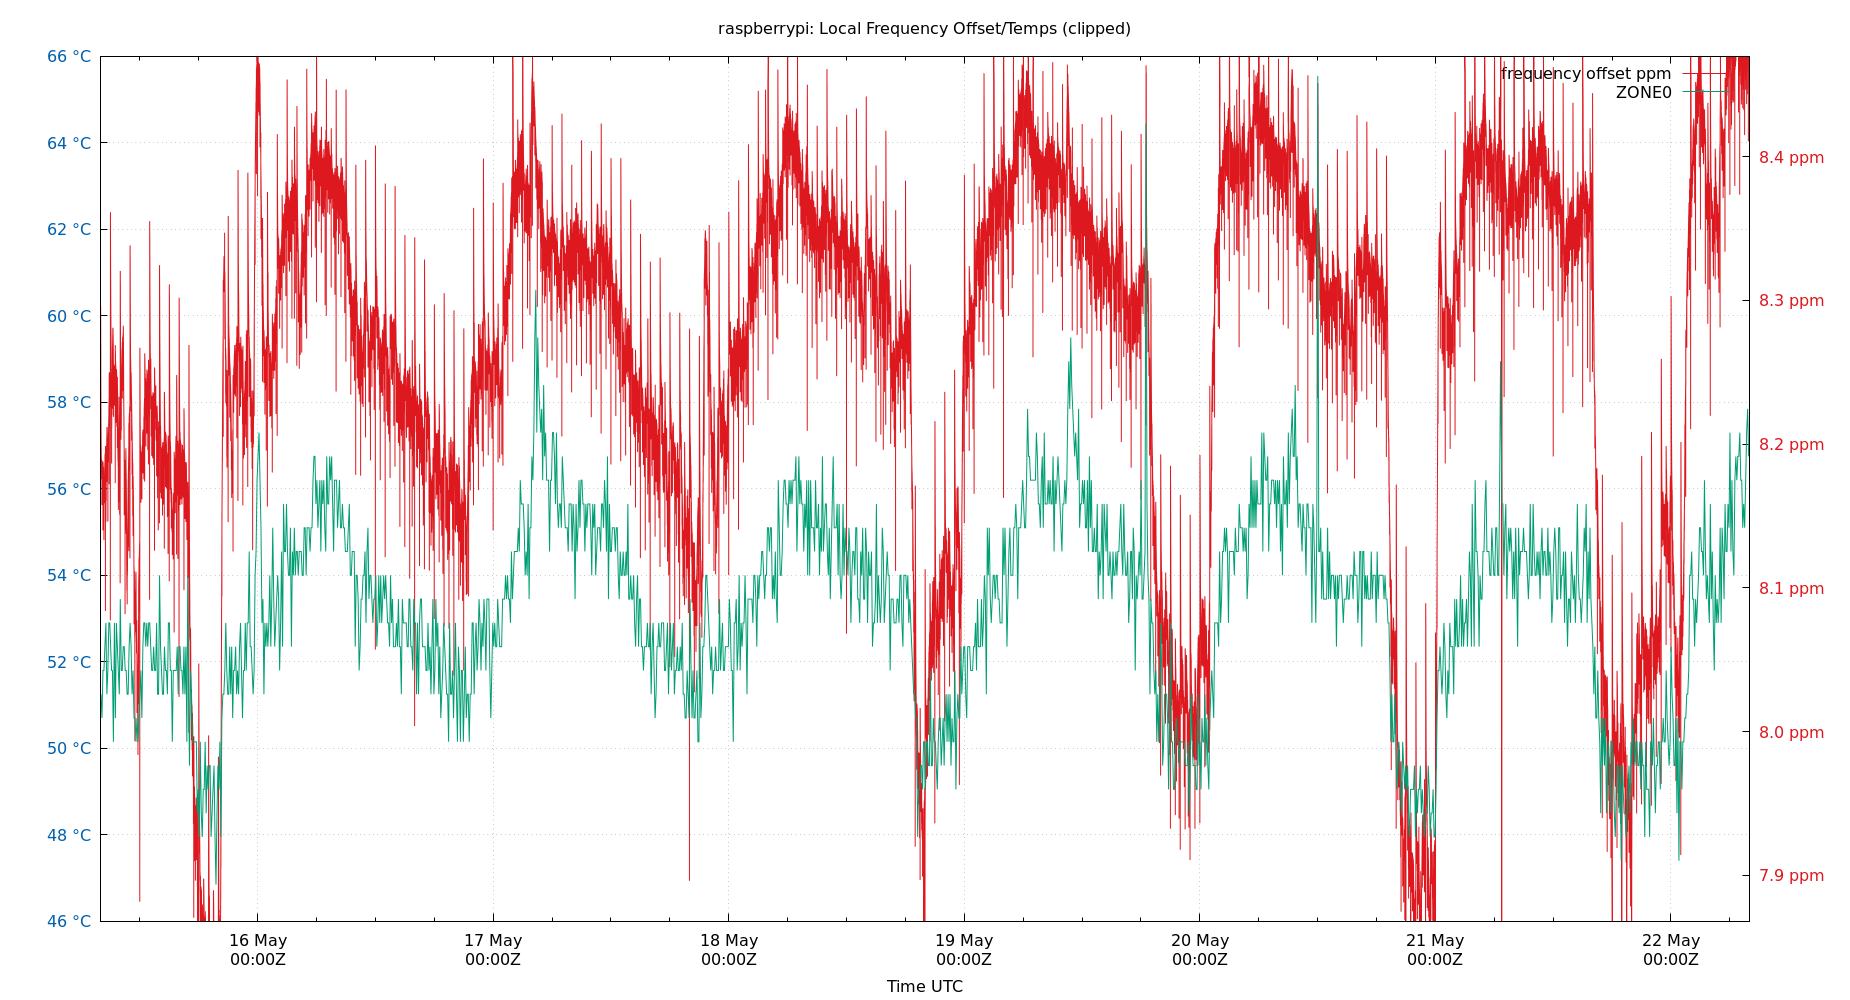 raspberrypi: Local Frequency Offset/Temps (clipped)
66 °C
64 °C
62 °C
60 °C
58 °C
56 °C
54 °C
52 °C
50 °C
48 °C
46 °C
frequency offset ppm
ZONE0
8.4 ppm
8.3 ppm
8.2 ppm
8.1 ppm
8.0 ppm
7.9 ppm
16 May
00:00Z
17 May
00:00Z
18 May
00:00Z
19 May
00:00Z
20 May
00:00Z
21 May
00:00Z
22 May
00:00Z
Time UTC